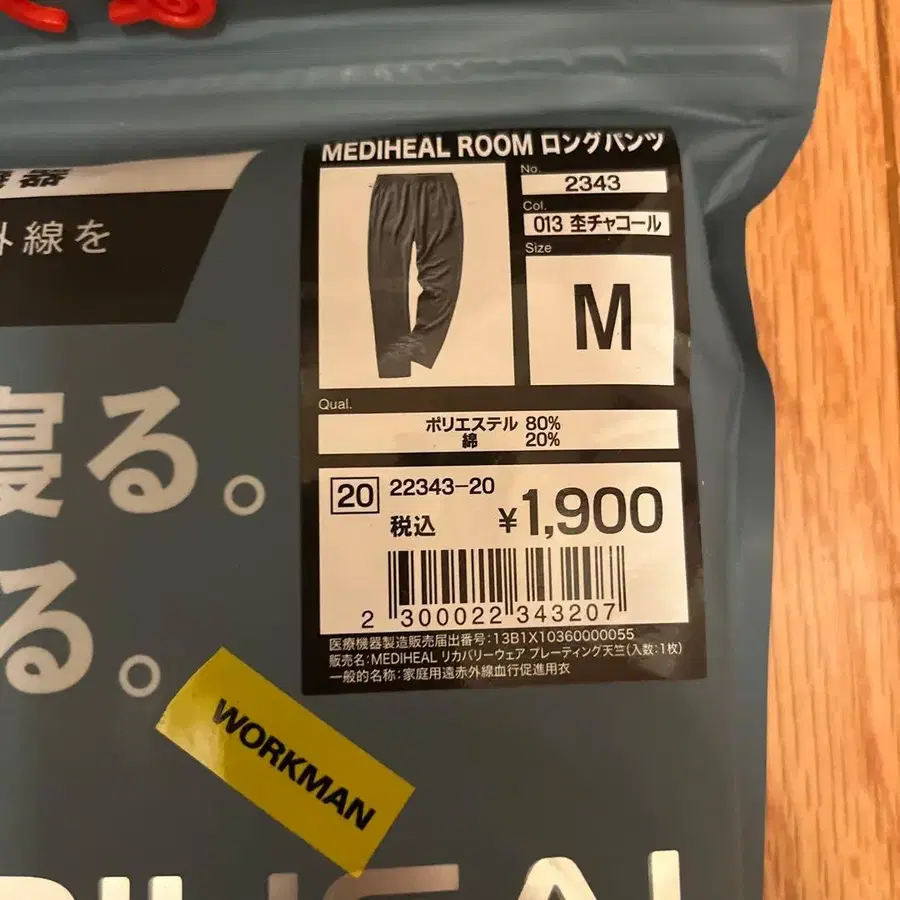 MEDIHEAL ROOM ロングパンツ
No.
2343
Col.
013 杢チャコール
Size
M
器
外線を
Qual.
ポリエステル 80%
綿 20%
寝る。
る。
20 22343-20
税込 ¥1,900
2 300022 343207
医療機器製造販売届出番号:13B1X10360000055
販売名:MEDIHEAL リカバリーウェア プレーティング天竺(入数:1枚)
一般的名称:家庭用遠赤外線血行促進用衣
WORKMAN